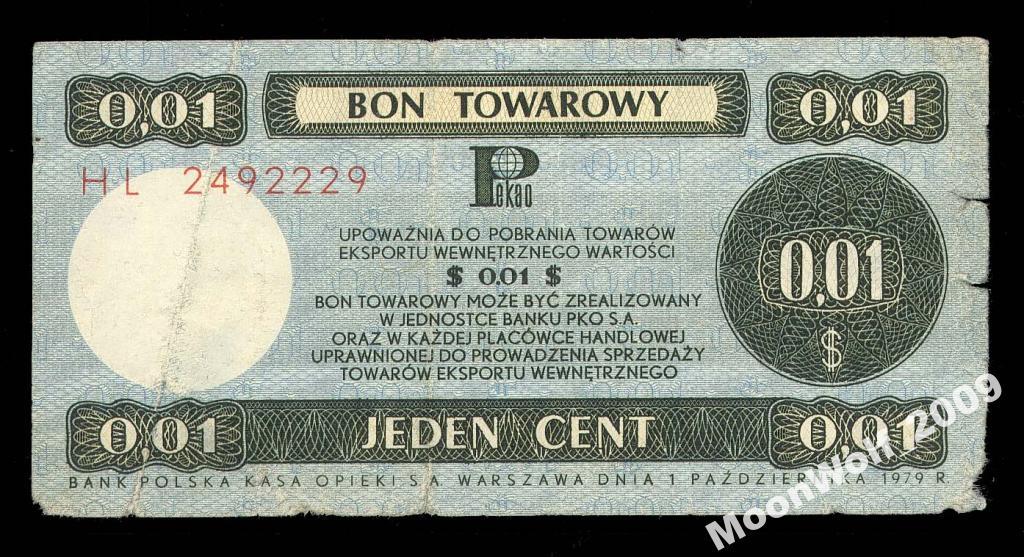 0,01 BON TOWAROWY 0,01
HL 2492229
Pekao
UPOWAŻNIA DO POBRANIA TOWARÓW
EKSPORTU WEWNĘTRZNEGO WARTOŚCI
$ 0.01 $
BON TOWAROWY MOŻE BYĆ ZREALIZOWANY
W JEDNOSTCE BANKU PKO S.A.
ORAZ W KAŻDEJ PLACÓWCE HANDLOWEJ
UPRAWNIONEJ DO PROWADZENIA SPRZEDAŻY
TOWARÓW EKSPORTU WEWNĘTRZNEGO
0,01
$
0,01 JEDEN CENT 0,01
BANK POLSKA KASA OPIEKI S.A. WARSZAWA DNIA 1 PAŹDZIERNIKA 1979 R.
MoonWolf 2009